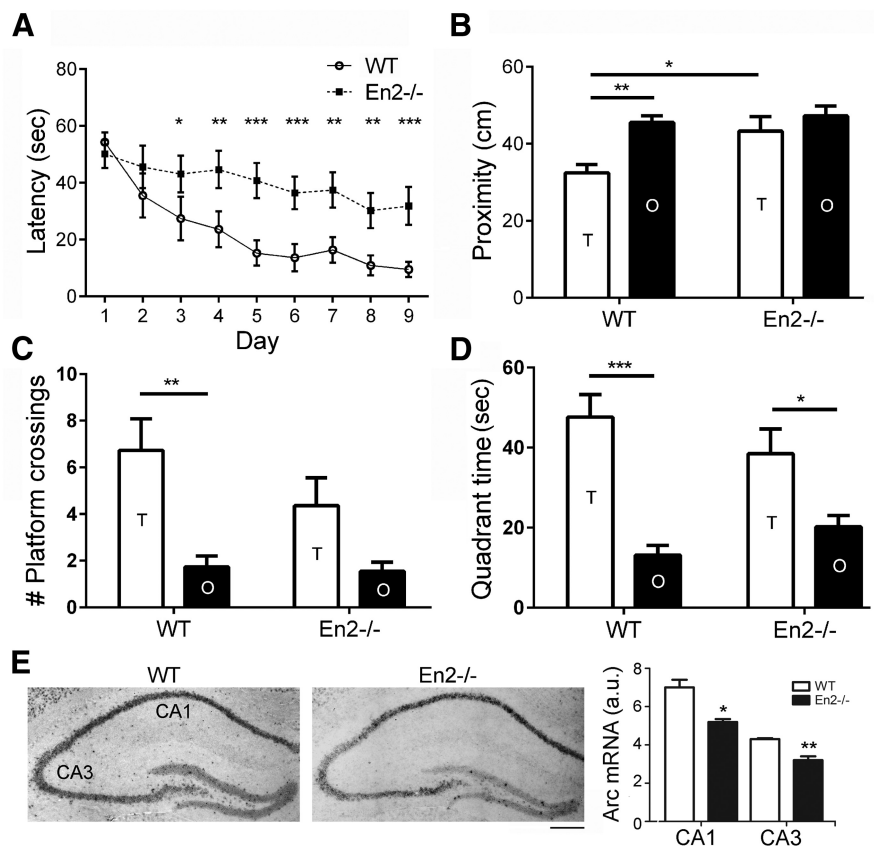 A
80
60
40
20
0
Latency (sec)
WT
En2-/-
* ** *** *** ** ** ***
1 2 3 4 5 6 7 8 9
Day
B
60
40
20
0
Proximity (cm)
*
**
T O T O
WT En2-/-
C
10
8
6
4
2
0
# Platform crossings
**
T O T O
WT En2-/-
D
60
40
20
0
Quadrant time (sec)
***
*
T O T O
WT En2-/-
E
WT En2-/-
CA1
CA3
8
6
4
2
0
Arc mRNA (a.u.)
WT
En2-/-
*
**
CA1 CA3